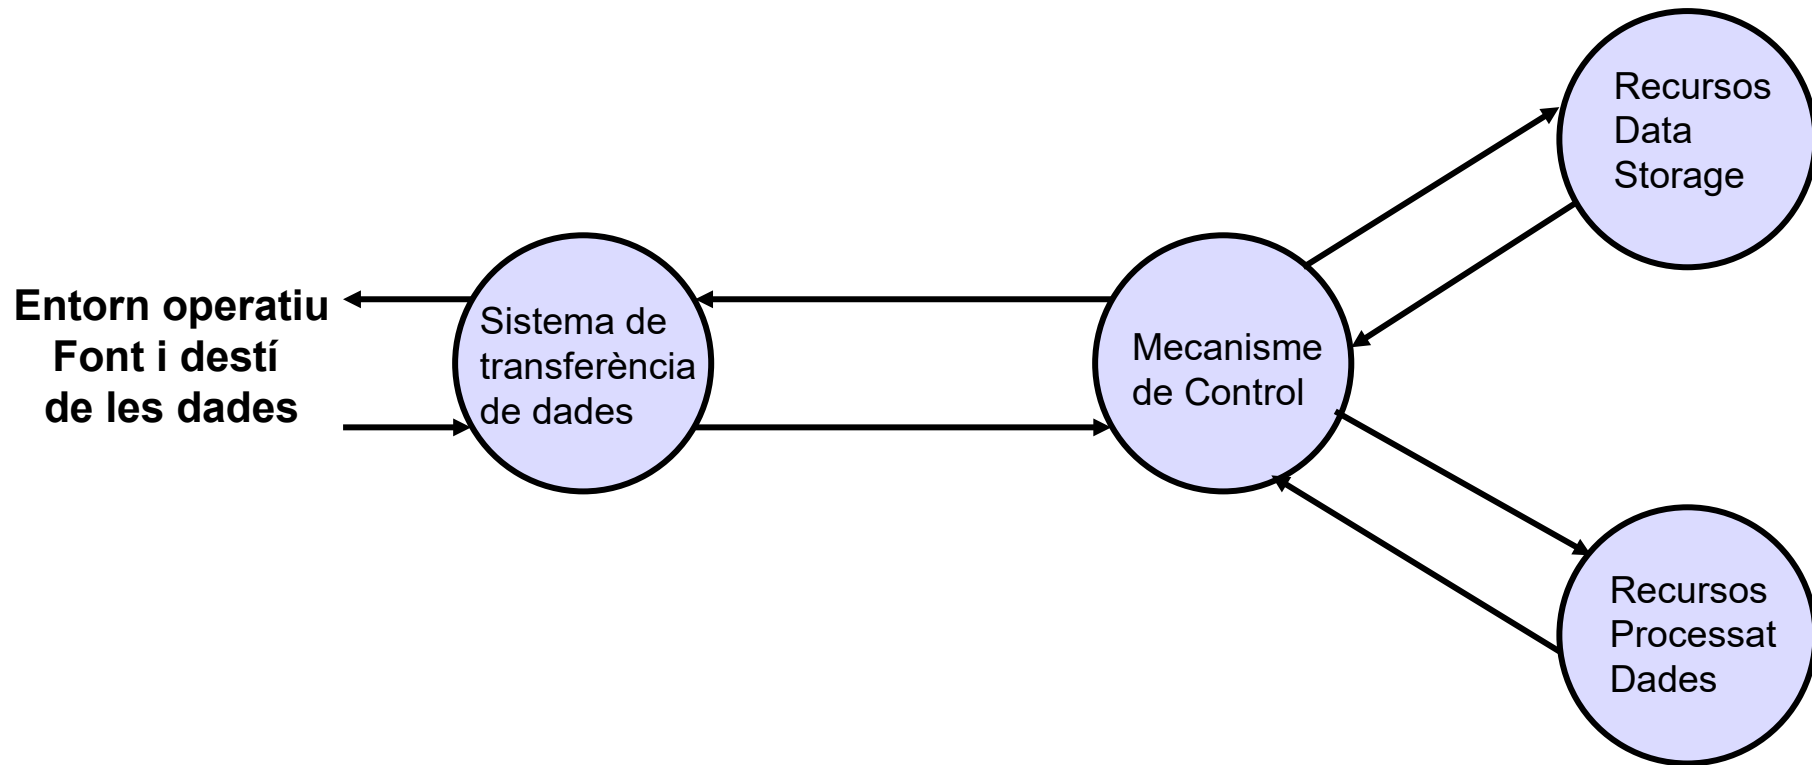 Entorn operatiu
Font i destí
de les dades
Sistema de
transferència
de dades
Mecanisme
de Control
Recursos
Data
Storage
Recursos
Processat
Dades